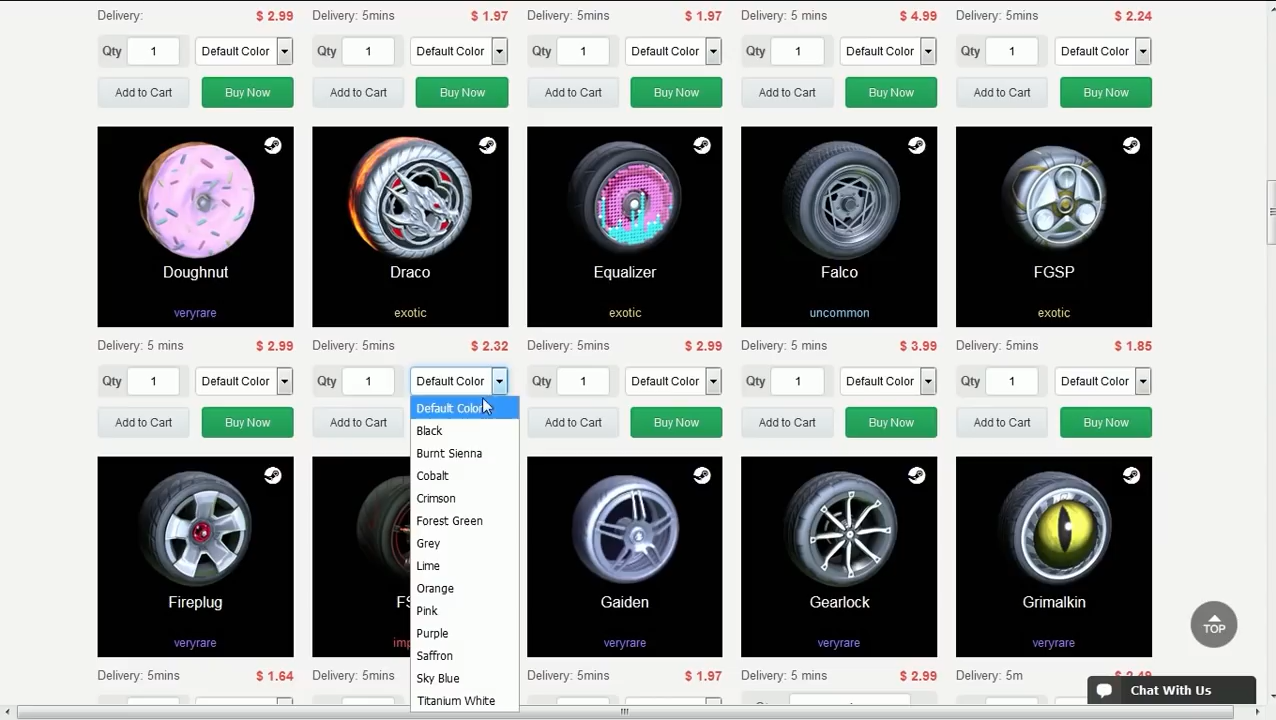 Delivery: $ 2.99 Delivery: 5mins $ 1.97 Delivery: 5mins $ 1.97 Delivery: 5 mins $ 4.99 Delivery: 5mins $ 2.24
Qty 1 Default Color Qty 1 Default Color Qty 1 Default Color Qty 1 Default Color Qty 1 Default Color
Add to Cart Buy Now Add to Cart Buy Now Add to Cart Buy Now Add to Cart Buy Now Add to Cart Buy Now
Doughnut Draco Equalizer Falco FGSP
veryrare exotic exotic uncommon exotic
Delivery: 5 mins $ 2.99 Delivery: 5mins $ 2.32 Delivery: 5mins $ 2.99 Delivery: 5 mins $ 3.99 Delivery: 5mins $ 1.85
Qty 1 Default Color Qty 1 Default Color Qty 1 Default Color Qty 1 Default Color Qty 1 Default Color
Add to Cart Buy Now Add to Cart Add to Cart Buy Now Add to Cart Buy Now Add to Cart Buy Now
Default Color
Black
Burnt Sienna
Cobalt
Crimson
Forest Green
Grey
Lime
Orange
Pink
Purple
Saffron
Sky Blue
Titanium White
Fireplug Gaiden Gearlock Grimalkin
veryrare veryrare veryrare veryrare
Delivery: 5mins $ 1.64 Delivery: 5mins $ 1.97 Delivery: 5mins $ 2.99 Delivery: 5m
TOP
Chat With Us